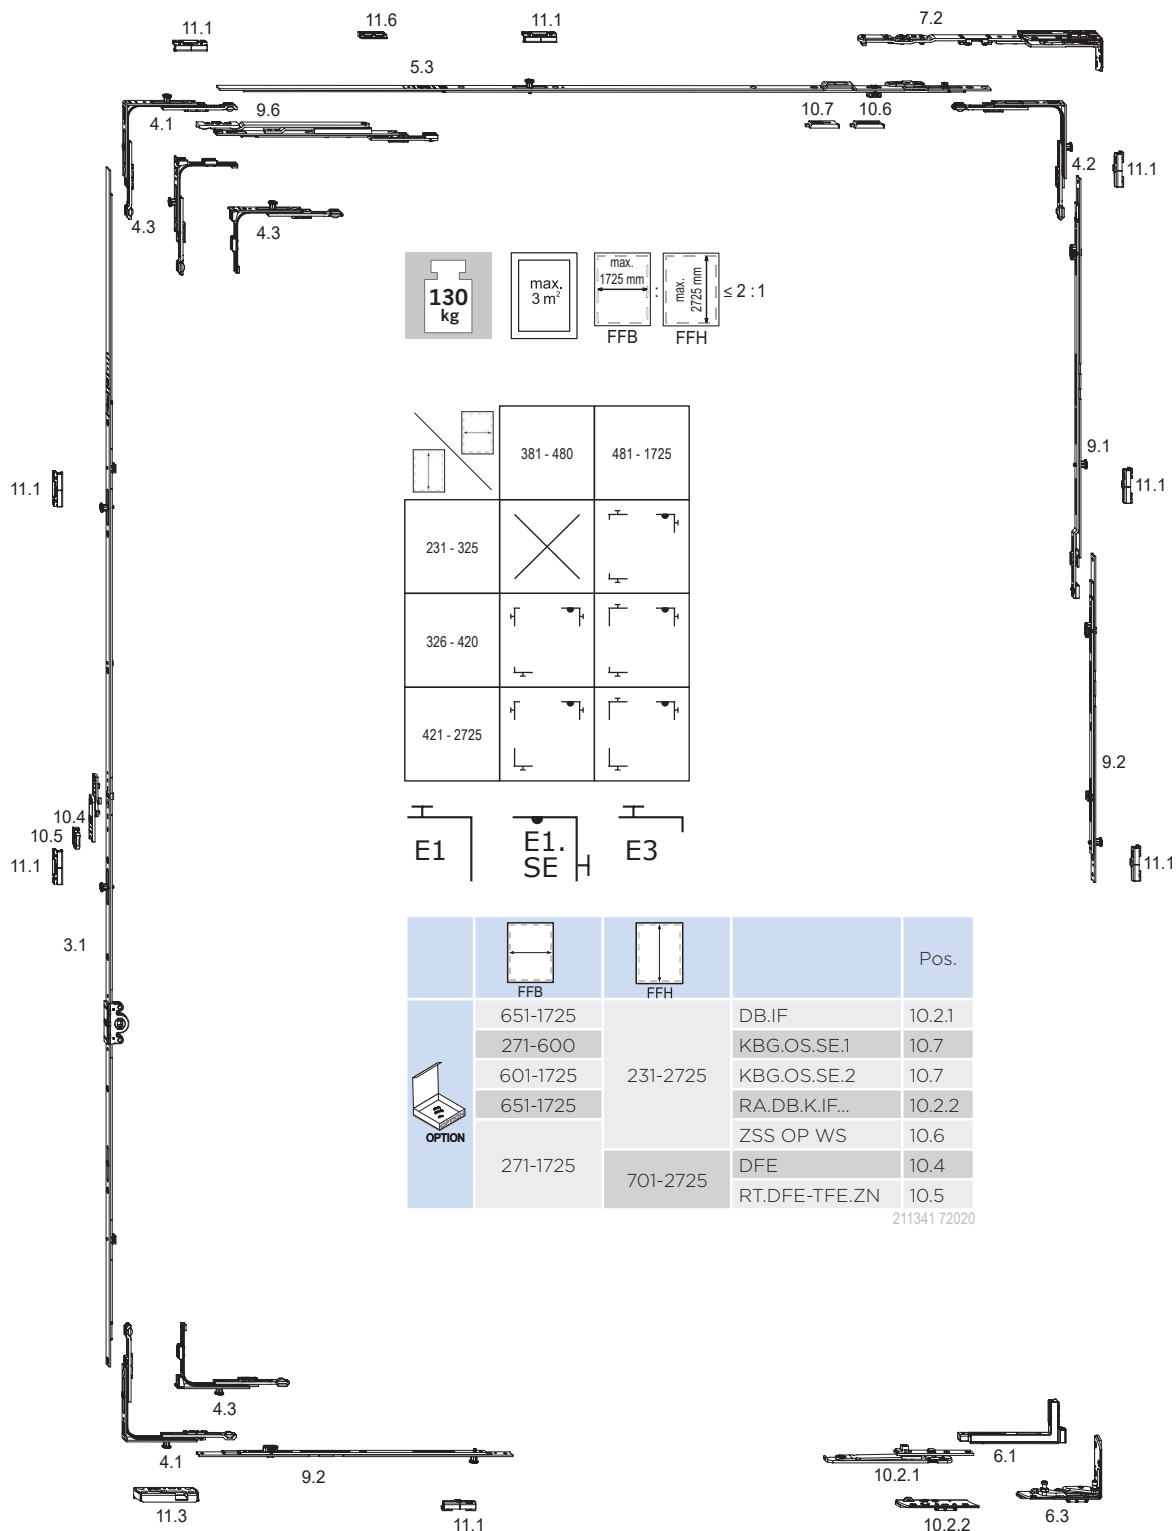 11.1
11.6
11.1
7.2
5.3
4.1
9.6
10.7
10.6
4.2
11.1
4.3
4.3
130
kg
max.
3 m²
max.
1725 mm
FFB
:
max.
2725 mm
FFH
≤ 2 : 1
381 - 480
481 - 1725
231 - 325
326 - 420
421 - 2725
11.1
9.1
11.1
9.2
10.4
10.5
11.1
11.1
E1
E1.
SE
E3
3.1
FFB
FFH
Pos.
651-1725
DB.IF
10.2.1
271-600
KBG.OS.SE.1
10.7
601-1725
231-2725
KBG.OS.SE.2
10.7
651-1725
RA.DB.K.IF...
10.2.2
OPTION
ZSS OP WS
10.6
271-1725
701-2725
DFE
10.4
RT.DFE-TFE.ZN
10.5
211341 72020
4.3
4.1
9.2
11.3
11.1
10.2.1
6.1
10.2.2
6.3